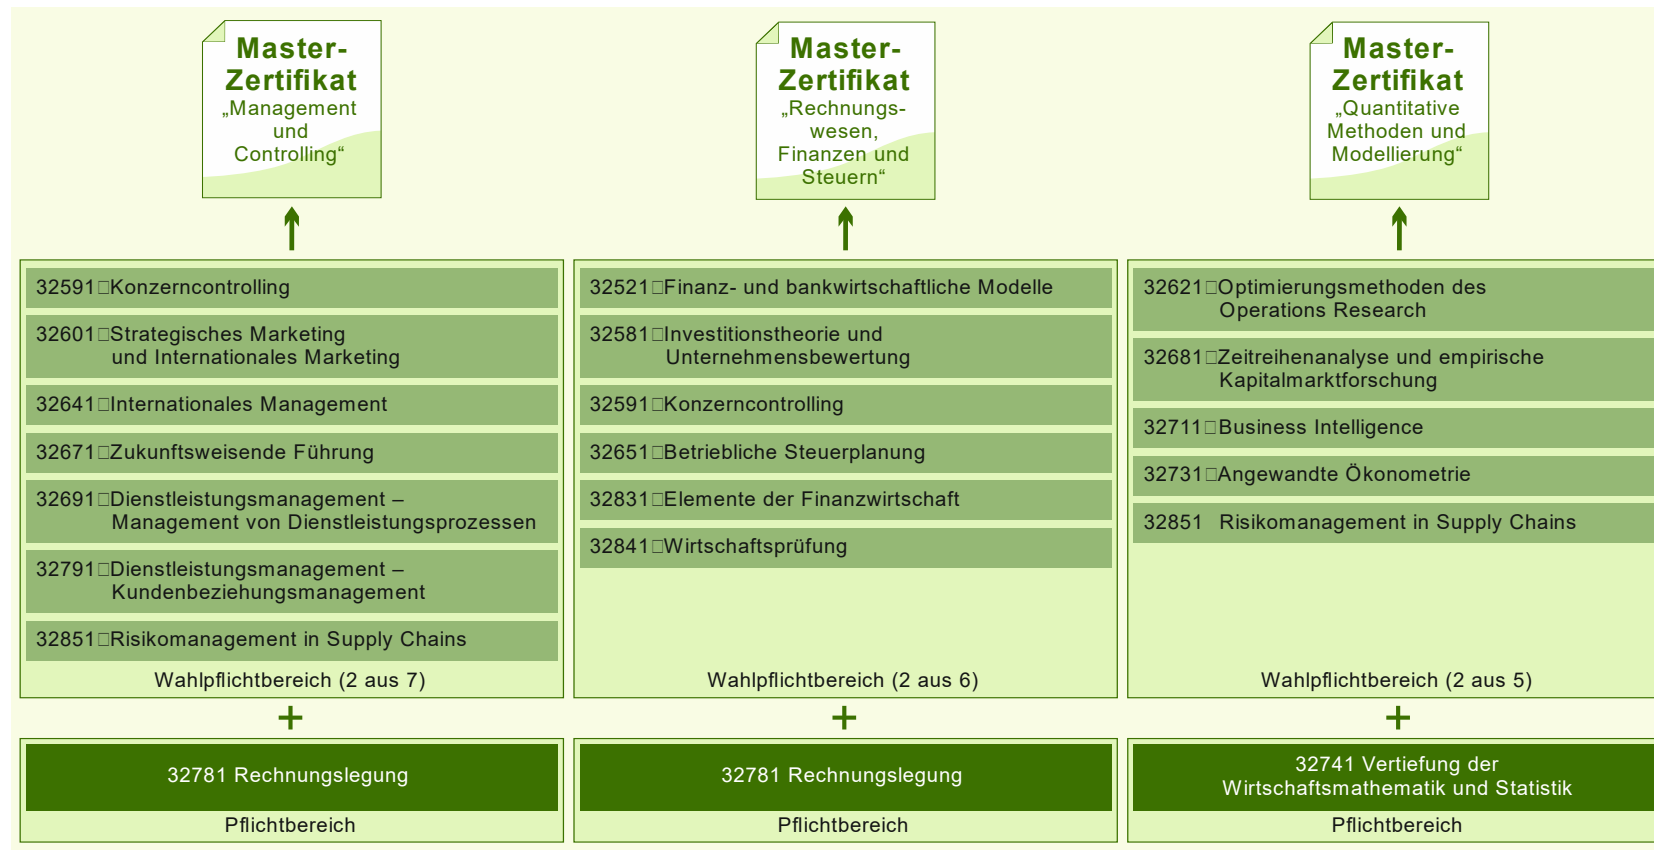 Master-
Zertifikat
„Management
und
Controlling“
32591□Konzerncontrolling
32601□Strategisches Marketing
und Internationales Marketing
32641□Internationales Management
32671□Zukunftsweisende Führung
32691□Dienstleistungsmanagement –
Management von Dienstleistungsprozessen
32791□Dienstleistungsmanagement –
Kundenbeziehungsmanagement
32851□Risikomanagement in Supply Chains
Wahlpflichtbereich (2 aus 7)
+
32781 Rechnungslegung
Pflichtbereich
Master-
Zertifikat
„Rechnungs-
wesen,
Finanzen und
Steuern“
32521□Finanz- und bankwirtschaftliche Modelle
32581□Investitionstheorie und
Unternehmensbewertung
32591□Konzerncontrolling
32651□Betriebliche Steuerplanung
32831□Elemente der Finanzwirtschaft
32841□Wirtschaftsprüfung
Wahlpflichtbereich (2 aus 6)
+
32781 Rechnungslegung
Pflichtbereich
Master-
Zertifikat
„Quantitative
Methoden und
Modellierung“
32621□Optimierungsmethoden des
Operations Research
32681□Zeitreihenanalyse und empirische
Kapitalmarktforschung
32711□Business Intelligence
32731□Angewandte Ökonometrie
32851 Risikomanagement in Supply Chains
Wahlpflichtbereich (2 aus 5)
+
32741 Vertiefung der
Wirtschaftsmathematik und Statistik
Pflichtbereich